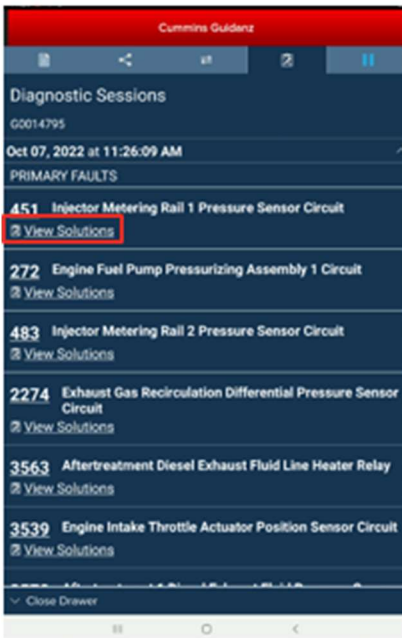 Cummins Guidanz
Diagnostic Sessions
G0014795
Oct 07, 2022 at 11:26:09 AM
PRIMARY FAULTS
451 Injector Metering Rail 1 Pressure Sensor Circuit
View Solutions
272 Engine Fuel Pump Pressurizing Assembly 1 Circuit
View Solutions
483 Injector Metering Rail 2 Pressure Sensor Circuit
View Solutions
2274 Exhaust Gas Recirculation Differential Pressure Sensor
Circuit
View Solutions
3563 Aftertreatment Diesel Exhaust Fluid Line Heater Relay
View Solutions
3539 Engine Intake Throttle Actuator Position Sensor Circuit
View Solutions
Close Drawer